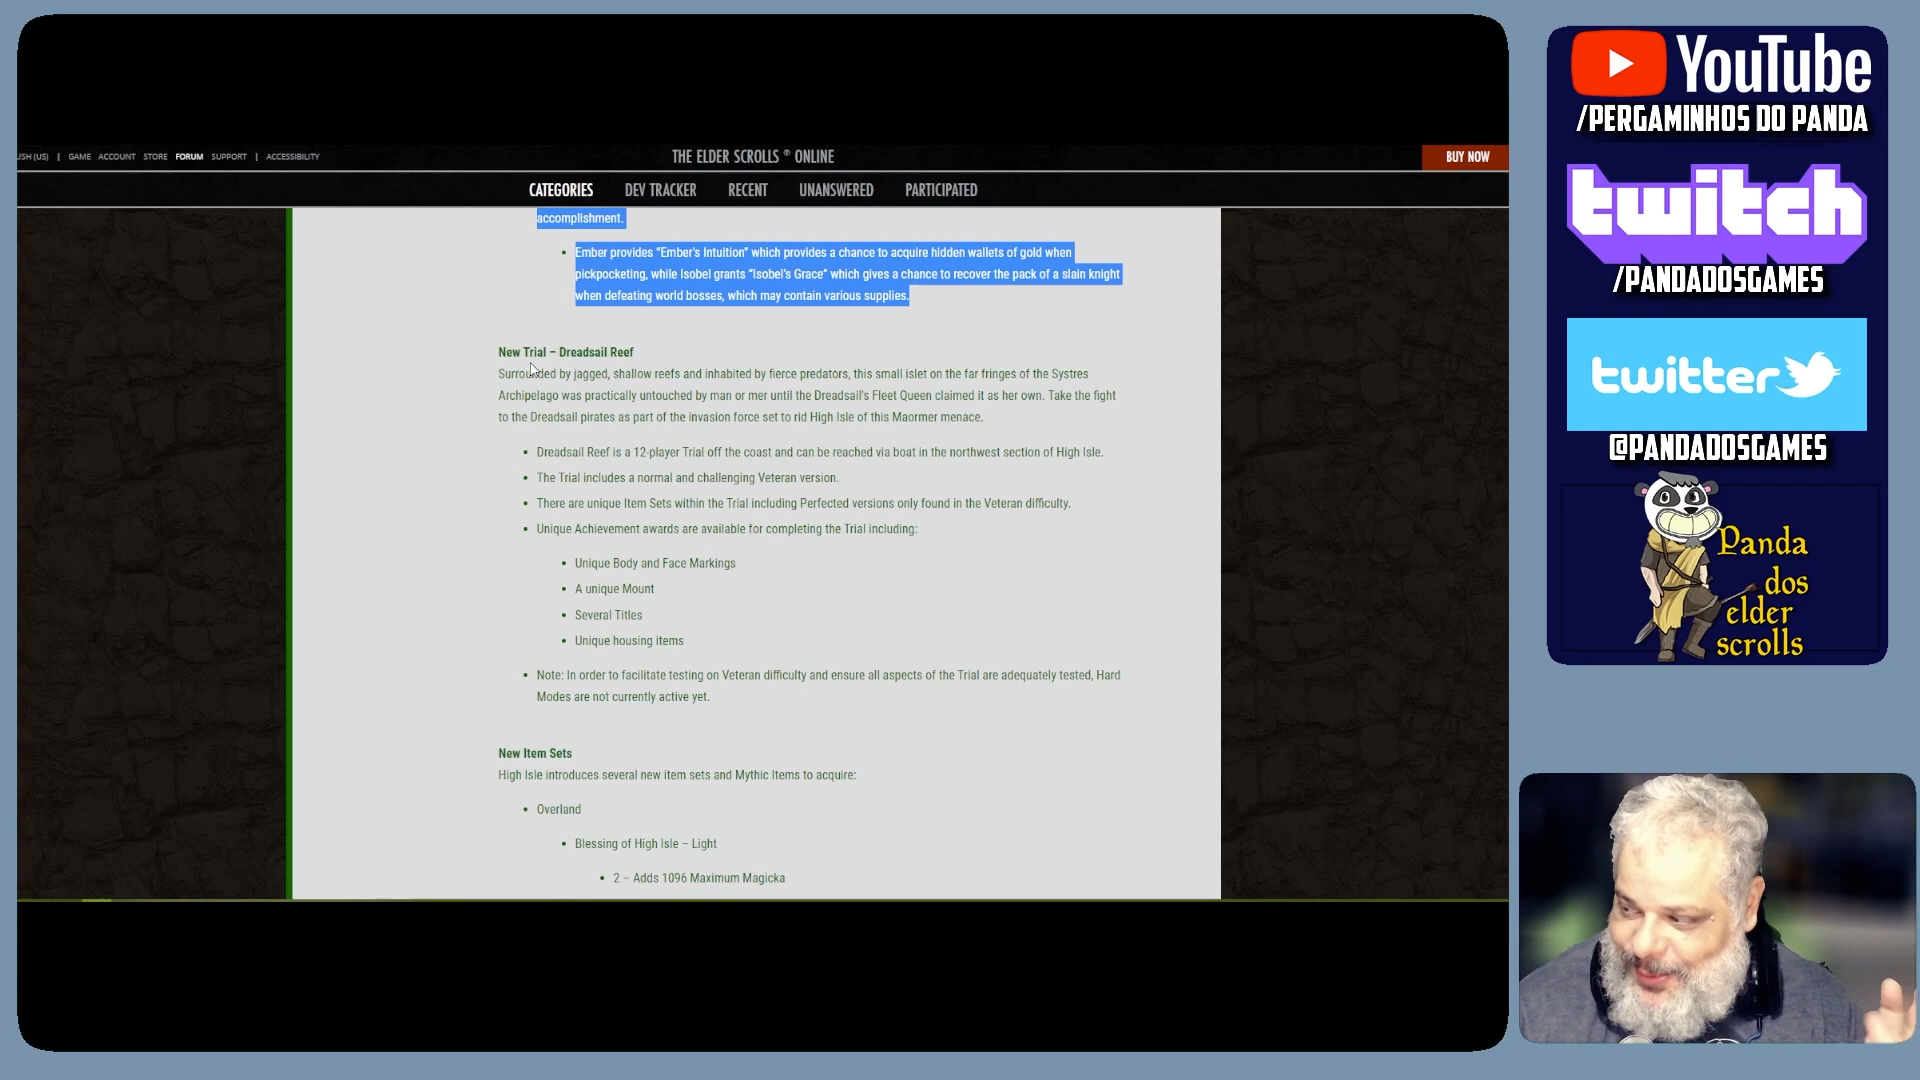 ISH (US) | GAME ACCOUNT STORE FORUM SUPPORT | ACCESSIBILITY
THE ELDER SCROLLS ® ONLINE
BUY NOW
CATEGORIES DEV TRACKER RECENT UNANSWERED PARTICIPATED
accomplishment.
• Ember provides “Ember's Intuition” which provides a chance to acquire hidden wallets of gold when
pickpocketing, while Isobel grants “Isobel's Grace” which gives a chance to recover the pack of a slain knight
when defeating world bosses, which may contain various supplies.
New Trial – Dreadsail Reef
Surrounded by jagged, shallow reefs and inhabited by fierce predators, this small islet on the far fringes of the Systres
Archipelago was practically untouched by man or mer until the Dreadsail's Fleet Queen claimed it as her own. Take the fight
to the Dreadsail pirates as part of the invasion force set to rid High Isle of this Maormer menace.
• Dreadsail Reef is a 12-player Trial off the coast and can be reached via boat in the northwest section of High Isle.
• The Trial includes a normal and challenging Veteran version.
• There are unique Item Sets within the Trial including Perfected versions only found in the Veteran difficulty.
• Unique Achievement awards are available for completing the Trial including:
• Unique Body and Face Markings
• A unique Mount
• Several Titles
• Unique housing items
• Note: In order to facilitate testing on Veteran difficulty and ensure all aspects of the Trial are adequately tested, Hard
Modes are not currently active yet.
New Item Sets
High Isle introduces several new item sets and Mythic Items to acquire:
• Overland
• Blessing of High Isle – Light
• 2 – Adds 1096 Maximum Magicka
YouTube
/PERGAMINHOS DO PANDA
twitch
/PANDADOSGAMES
twitter
@PANDADOSGAMES
Panda
dos
elder
scrolls